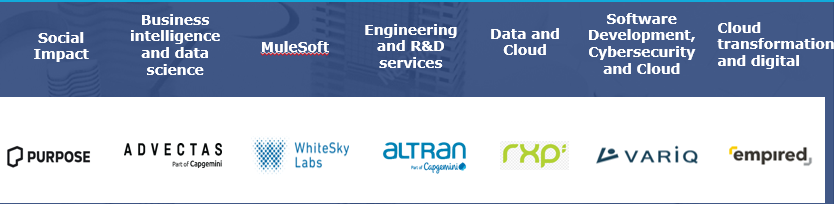 Social
Impact
Business
intelligence
and data
science
MuleSoft
Engineering
and R&D
services
Data and
Cloud
Software
Development,
Cybersecurity
and Cloud
Cloud
transformation
and digital
PURPOSE
ADVECTAS
Part of Capgemini
WhiteSky
Labs
ALTRAN
Part of Capgemini
rxp
VARIQ
empired